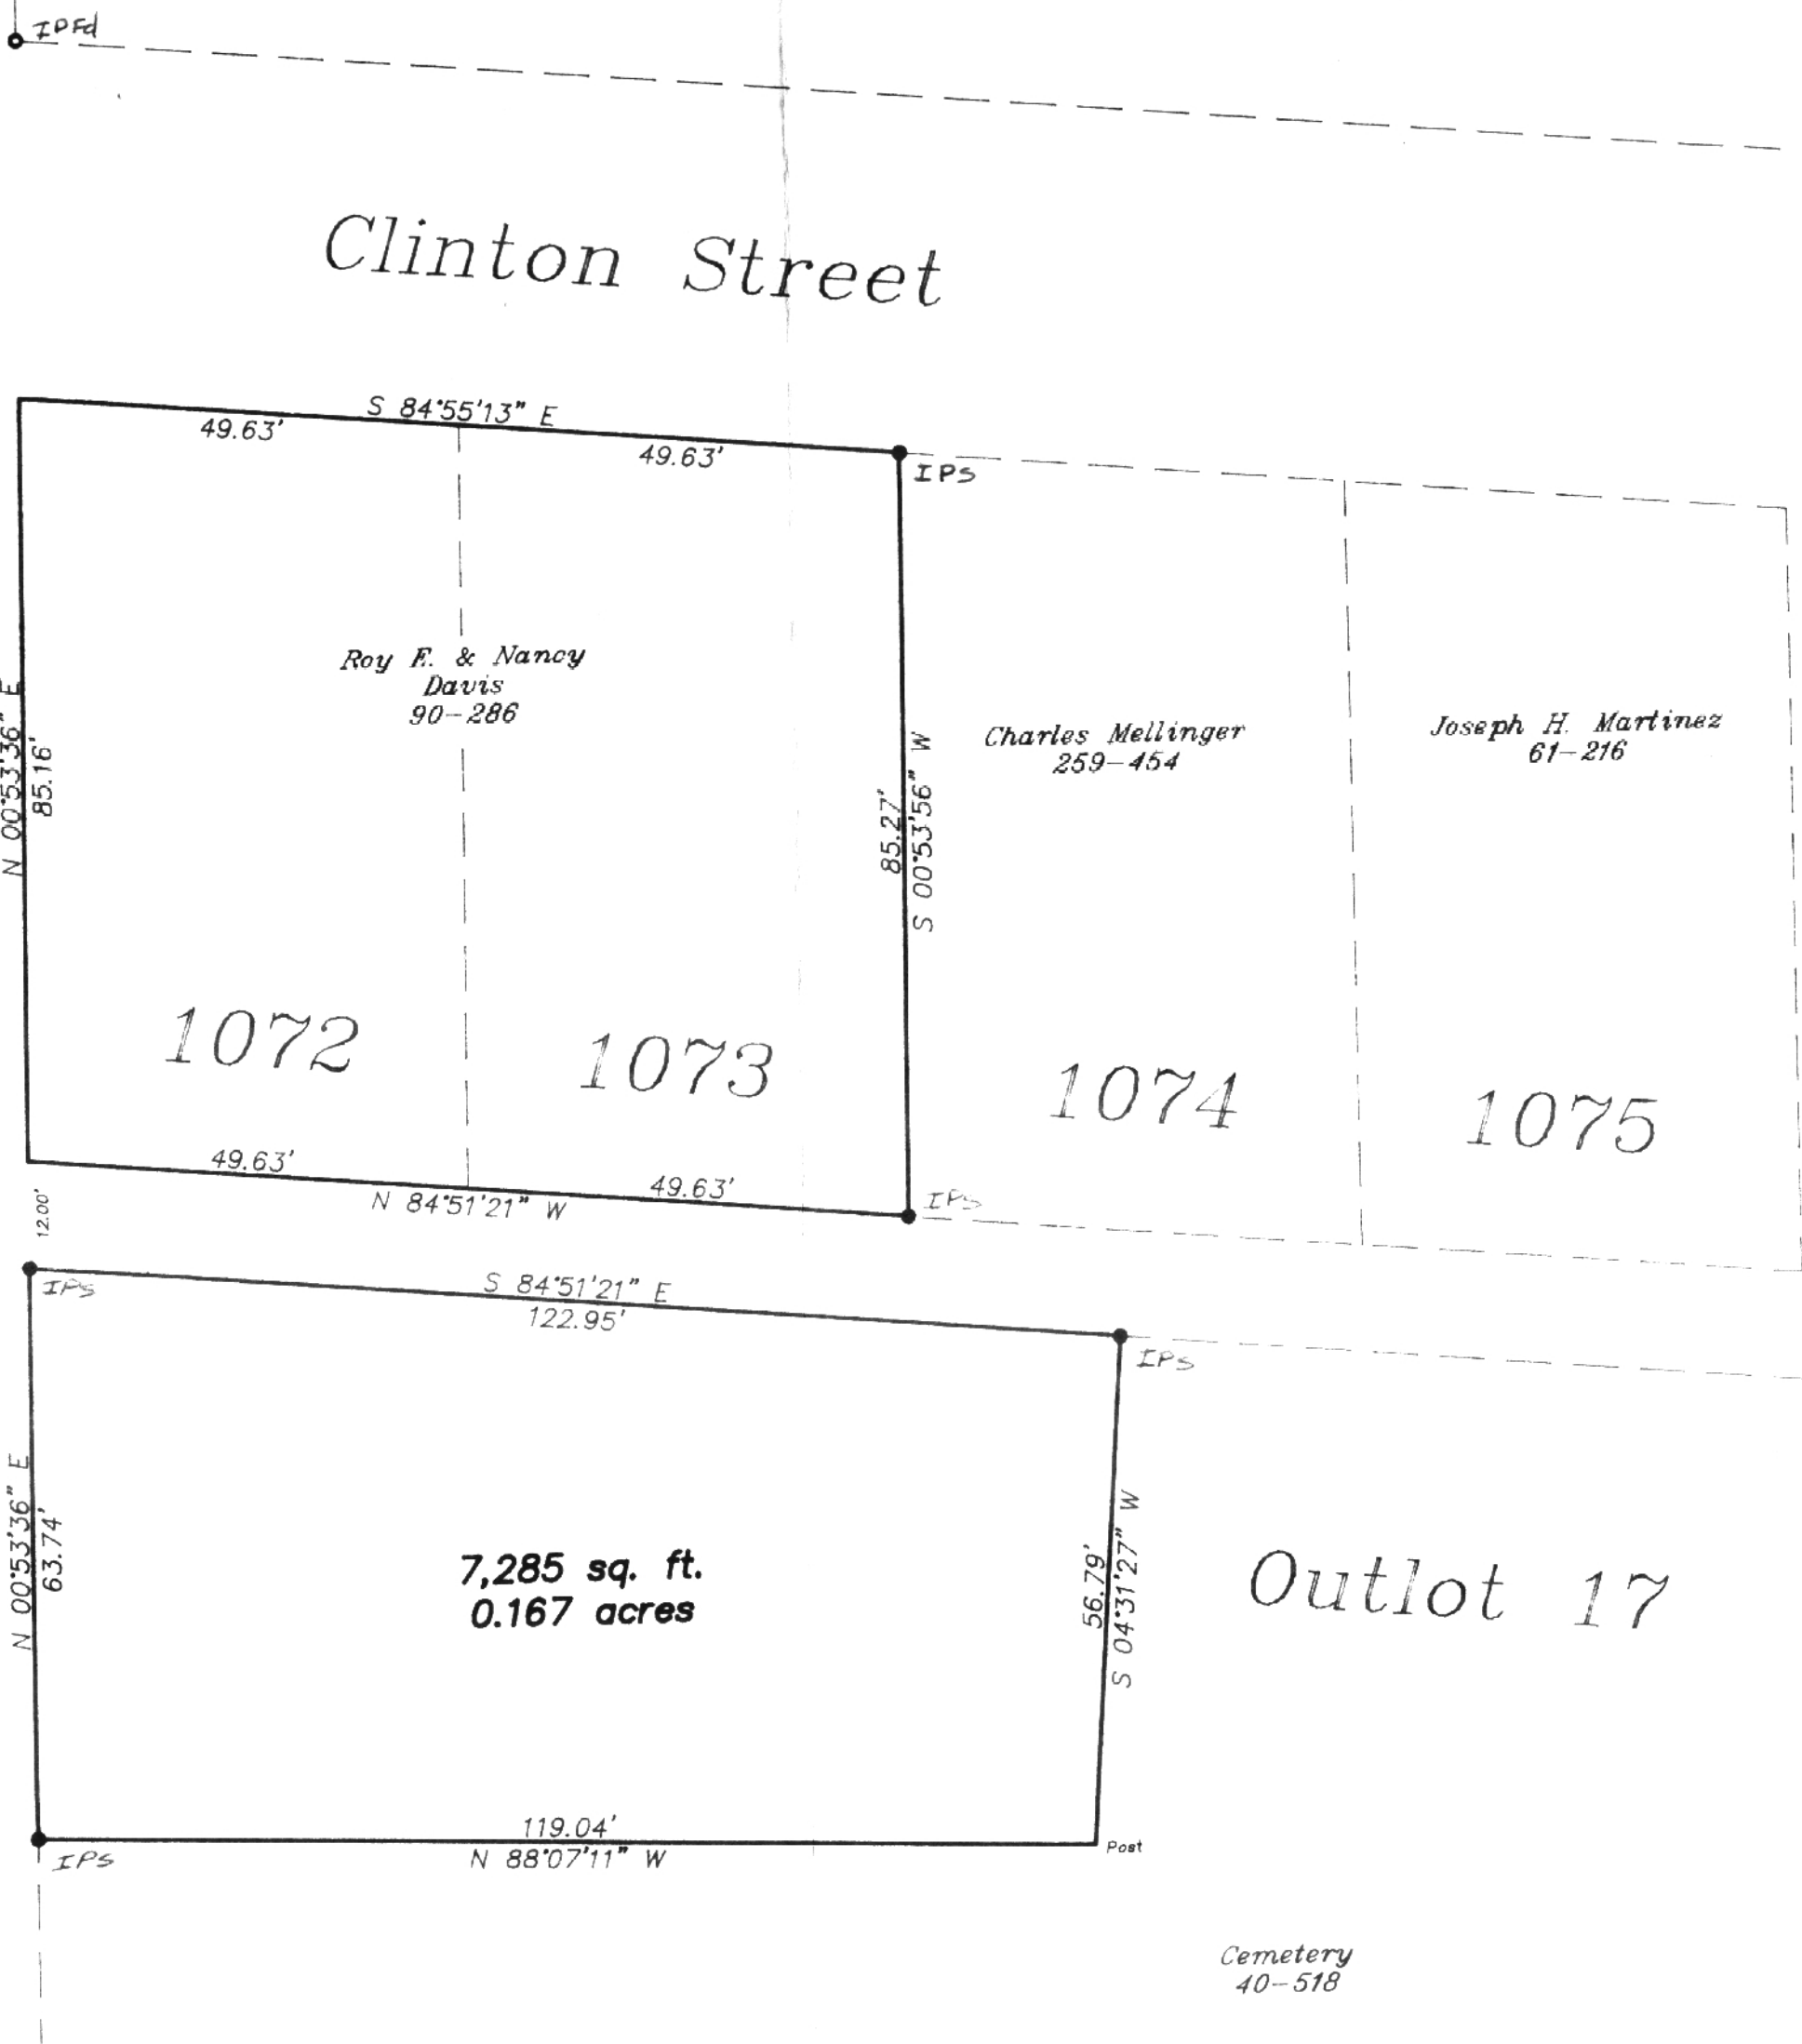 IPFd
Clinton Street
S 84°55'13" E
49.63'
49.63'
IPS
N 00°53'36" E
85.16'
Roy E. & Nancy
Davis
90-286
85.27'
S 00°53'56" W
Charles Mellinger
259-454
Joseph H. Martinez
61-216
1072
1073
1074
1075
49.63'
49.63'
N 84°51'21" W
IPS
12.00'
IPS
S 84°51'21" E
122.95'
IPS
N 00°53'36" E
63.74'
7,285 sq. ft.
0.167 acres
56.79'
S 04°31'27" W
Outlot 17
119.04'
N 88°07'11" W
Post
IPS
Cemetery
40-518